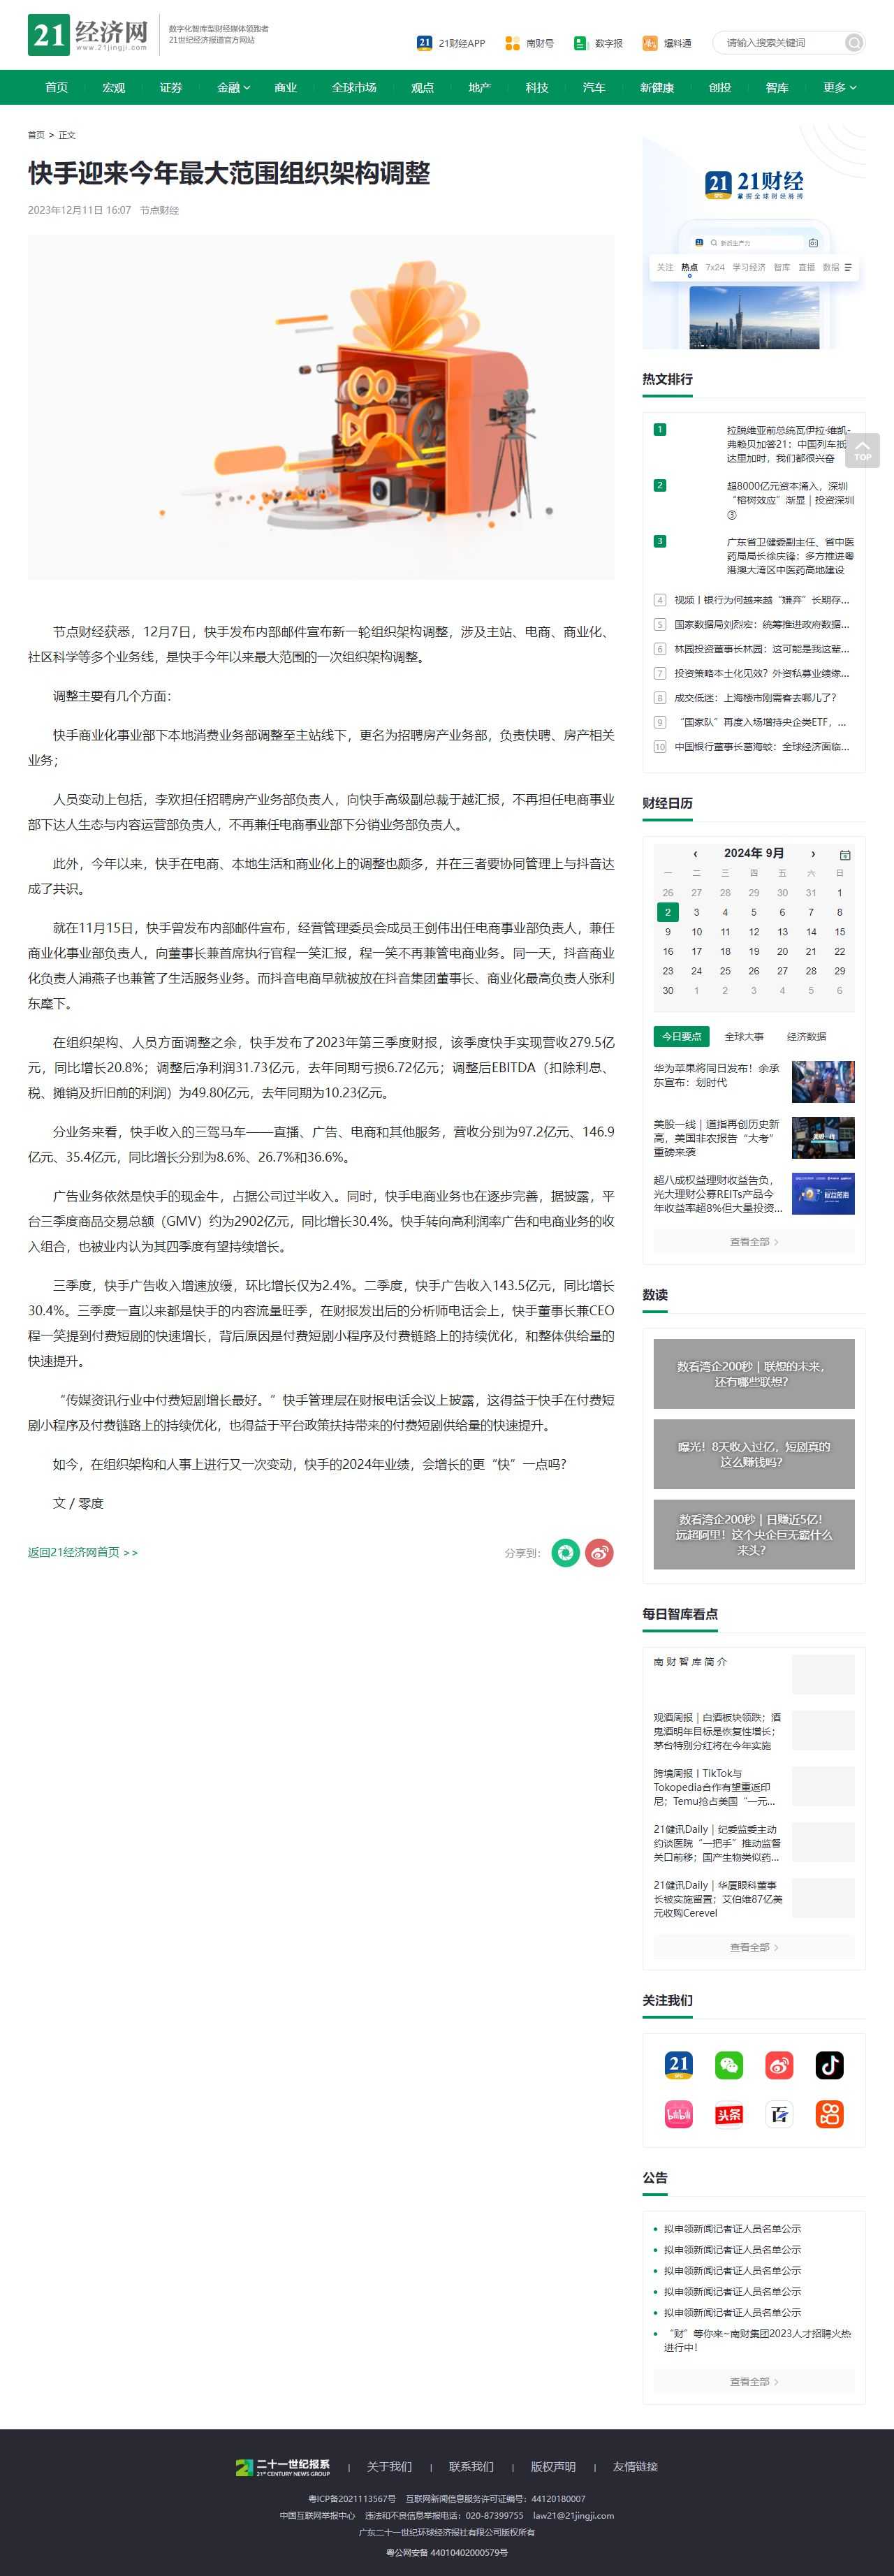 21 经济网
www.21jingji.com
数字化智库型财经媒体领跑者
21世纪经济报道官方网站
21财经APP
南财号
数字报
爆料通
请输入搜索关键词
首页 宏观 证券 金融 商业 全球市场 观点 地产 科技 汽车 新健康 创投 智库 更多
首页 > 正文
快手迎来今年最大范围组织架构调整
2023年12月11日 16:07 节点财经
节点财经获悉，12月7日，快手发布内部邮件宣布新一轮组织架构调整，涉及主站、电商、商业化、
社区科学等多个业务线，是快手今年以来最大范围的一次组织架构调整。
调整主要有几个方面：
快手商业化事业部下本地消费业务部调整至主站线下，更名为招聘房产业务部，负责快聘、房产相关
业务；
人员变动上包括，李欢担任招聘房产业务部负责人，向快手高级副总裁于越汇报，不再担任电商事业
部下达人生态与内容运营部负责人，不再兼任电商事业部下分销业务部负责人。
此外，今年以来，快手在电商、本地生活和商业化上的调整也颇多，并在三者要协同管理上与抖音达
成了共识。
就在11月15日，快手曾发布内部邮件宣布，经营管理委员会成员王剑伟出任电商事业部负责人，兼任
商业化事业部负责人，向董事长兼首席执行官程一笑汇报，程一笑不再兼管电商业务。同一天，抖音商业
化负责人浦燕子也兼管了生活服务业务。而抖音电商早就被放在抖音集团董事长、商业化最高负责人张利
东麾下。
在组织架构、人员方面调整之余，快手发布了2023年第三季度财报，该季度快手实现营收279.5亿
元，同比增长20.8%；调整后净利润31.73亿元，去年同期亏损6.72亿元；调整后EBITDA（扣除利息、
税、摊销及折旧前的利润）为49.80亿元，去年同期为10.23亿元。
分业务来看，快手收入的三驾马车——直播、广告、电商和其他服务，营收分别为97.2亿元、146.9
亿元、35.4亿元，同比增长分别为8.6%、26.7%和36.6%。
广告业务依然是快手的现金牛，占据公司过半收入。同时，快手电商业务也在逐步完善，据披露，平
台三季度商品交易总额（GMV）约为2902亿元，同比增长30.4%。快手转向高利润率广告和电商业务的收
入组合，也被业内认为其四季度有望持续增长。
三季度，快手广告收入增速放缓，环比增长仅为2.4%。二季度，快手广告收入143.5亿元，同比增长
30.4%。三季度一直以来都是快手的内容流量旺季，在财报发出后的分析师电话会上，快手董事长兼CEO
程一笑提到付费短剧的快速增长，背后原因是付费短剧小程序及付费链路上的持续优化，和整体供给量的
快速提升。
“传媒资讯行业中付费短剧增长最好。”快手管理层在财报电话会议上披露，这得益于快手在付费短
剧小程序及付费链路上的持续优化，也得益于平台政策扶持带来的付费短剧供给量的快速提升。
如今，在组织架构和人事上进行又一次变动，快手的2024年业绩，会增长的更“快”一点吗？
文 / 零度
返回21经济网首页 >>
分享到：
21财经
掌握全球财经脉搏
新质生产力
关注 热点 7x24 学习经济 智库 直播 数据
热文排行
1 拉脱维亚前总统瓦伊拉·维凯-
弗赖贝加答21：中国列车抵
达里加时，我们都很兴奋
TOP
2 超8000亿元资本涌入，深圳
“榕树效应”渐显｜投资深圳
③
3 广东省卫健委副主任、省中医
药局局长徐庆锋：多方推进粤
港澳大湾区中医药高地建设
4 视频丨银行为何越来越“嫌弃”长期存...
5 国家数据局刘烈宏：统筹推进政府数据...
6 林园投资董事长林园：这可能是我这辈...
7 投资策略本土化见效？外资私募业绩缘...
8 成交低迷：上海楼市刚需客去哪儿了？
9 “国家队”再度入场增持央企类ETF，...
10 中国银行董事长葛海蛟：全球经济面临...
财经日历
‹ 2024年 9月 ›
一 二 三 四 五 六 日
26 27 28 29 30 31 1
2 3 4 5 6 7 8
9 10 11 12 13 14 15
16 17 18 19 20 21 22
23 24 25 26 27 28 29
30 1 2 3 4 5 6
今日要点 全球大事 经济数据
华为苹果将同日发布！余承
东宣布：划时代
美股一线｜道指再创历史新
高，美国非农报告“大考”
重磅来袭
超八成权益理财收益告负，
光大理财公募REITs产品今
年收益率超8%但大量投资...
查看全部
数读
数看湾企200秒｜联想的未来，
还有哪些联想？
曝光！8天收入过亿，短剧真的
这么赚钱吗？
数看湾企200秒｜日赚近5亿！
远超阿里！这个央企巨无霸什么
来头？
每日智库看点
南 财 智 库 简 介
观酒周报｜白酒板块领跌；酒
鬼酒明年目标是恢复性增长；
茅台特别分红将在今年实施
跨境周报丨TikTok与
Tokopedia合作有望重返印
尼；Temu抢占美国“一元...
21健讯Daily｜纪委监委主动
约谈医院“一把手”推动监督
关口前移；国产生物类似药...
21健讯Daily｜华厦眼科董事
长被实施留置；艾伯维87亿美
元收购Cerevel
查看全部
关注我们
21
bilibili
头条
百
公告
拟申领新闻记者证人员名单公示
拟申领新闻记者证人员名单公示
拟申领新闻记者证人员名单公示
拟申领新闻记者证人员名单公示
拟申领新闻记者证人员名单公示
“财”等你来~南财集团2023人才招聘火热
进行中！
查看全部
二十一世纪报系
21st CENTURY NEWS GROUP
| 关于我们 | 联系我们 | 版权声明 | 友情链接
粤ICP备2021113567号 互联网新闻信息服务许可证编号：44120180007
中国互联网举报中心 违法和不良信息举报电话：020-87399755 law21@21jingji.com
广东二十一世纪环球经济报社有限公司版权所有
粤公网安备 44010402000579号